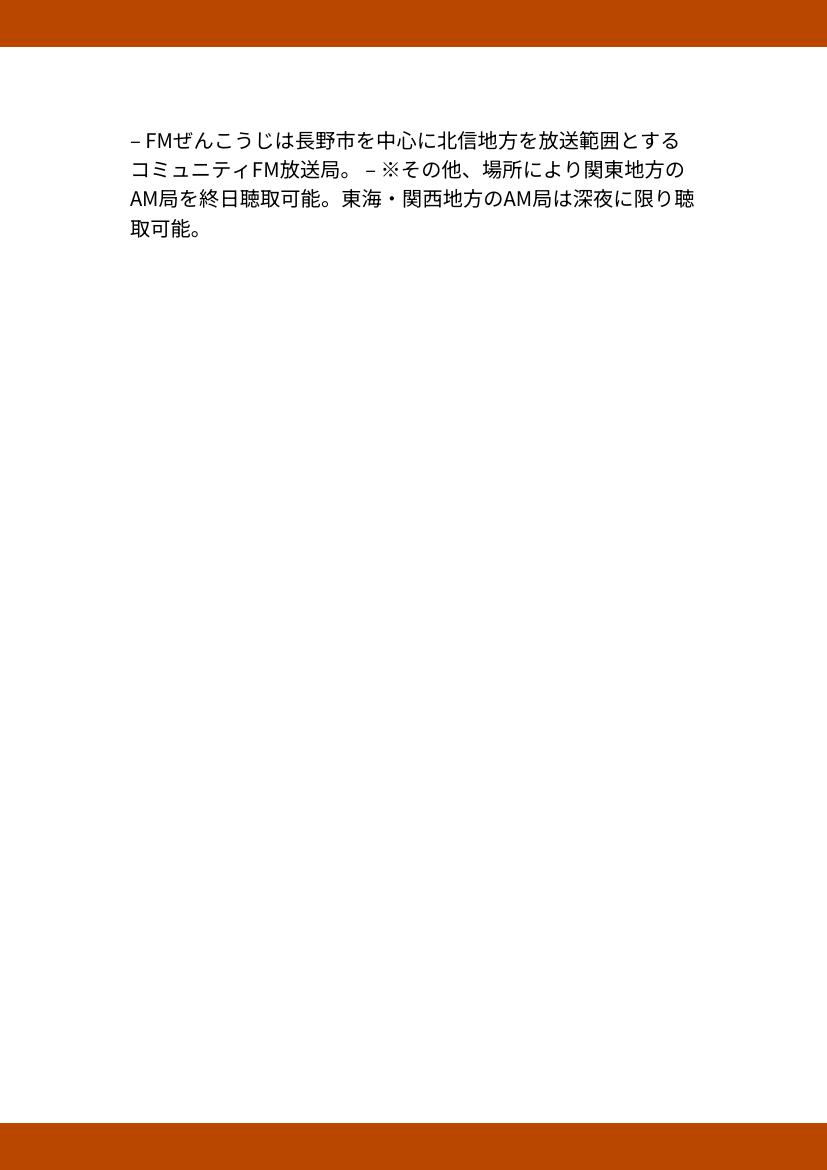 – FMぜんこうじは長野市を中心に北信地方を放送範囲とする
コミュニティFM放送局。 – ※その他、場所により関東地方の
AM局を終日聴取可能。東海・関西地方のAM局は深夜に限り聴
取可能。